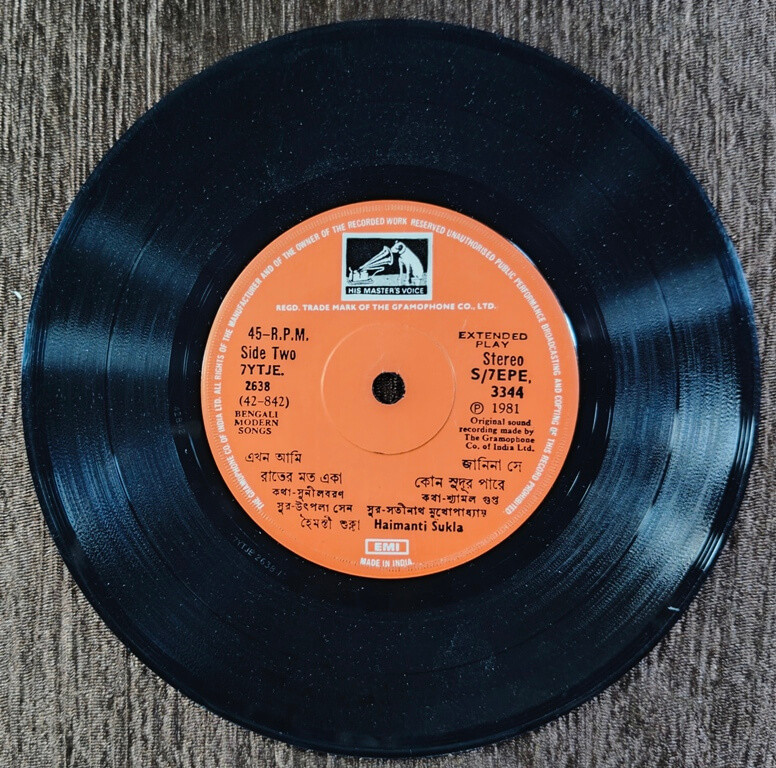 THE GRAMOPHONE CO. OF INDIA LTD. ALL RIGHTS OF THE MANUFACTURER AND OF THE OWNER OF THE RECORDED WORK RESERVED UNAUTHORISED PUBLIC PERFORMANCE BROADCASTING AND COPYING OF THIS RECORD PROHIBITED
HIS MASTER'S VOICE
REGD. TRADE MARK OF THE GRAMOPHONE CO., LTD.
45-R.P.M.
Side Two
7YTJE.
2638
(42-842)
BENGALI
MODERN
SONGS
EXTENDED
PLAY
Stereo
S/7EPE,
3344
Ⓟ 1981
Original sound
recording made by
The Gramophone
Co. of India Ltd.
এখন আমি
রাতের মত একা
কথা-সুনীলবরণ
সুর-উৎপলা সেন
জানিনা সে
কোন সুদূর পারে
কথা-শ্যামল গুপ্ত
সুর-সতীনাথ মুখোপাধ্যায়
হৈমন্তী শুক্লা Haimanti Sukla
EMI
MADE IN INDIA.
7YTJE 2638